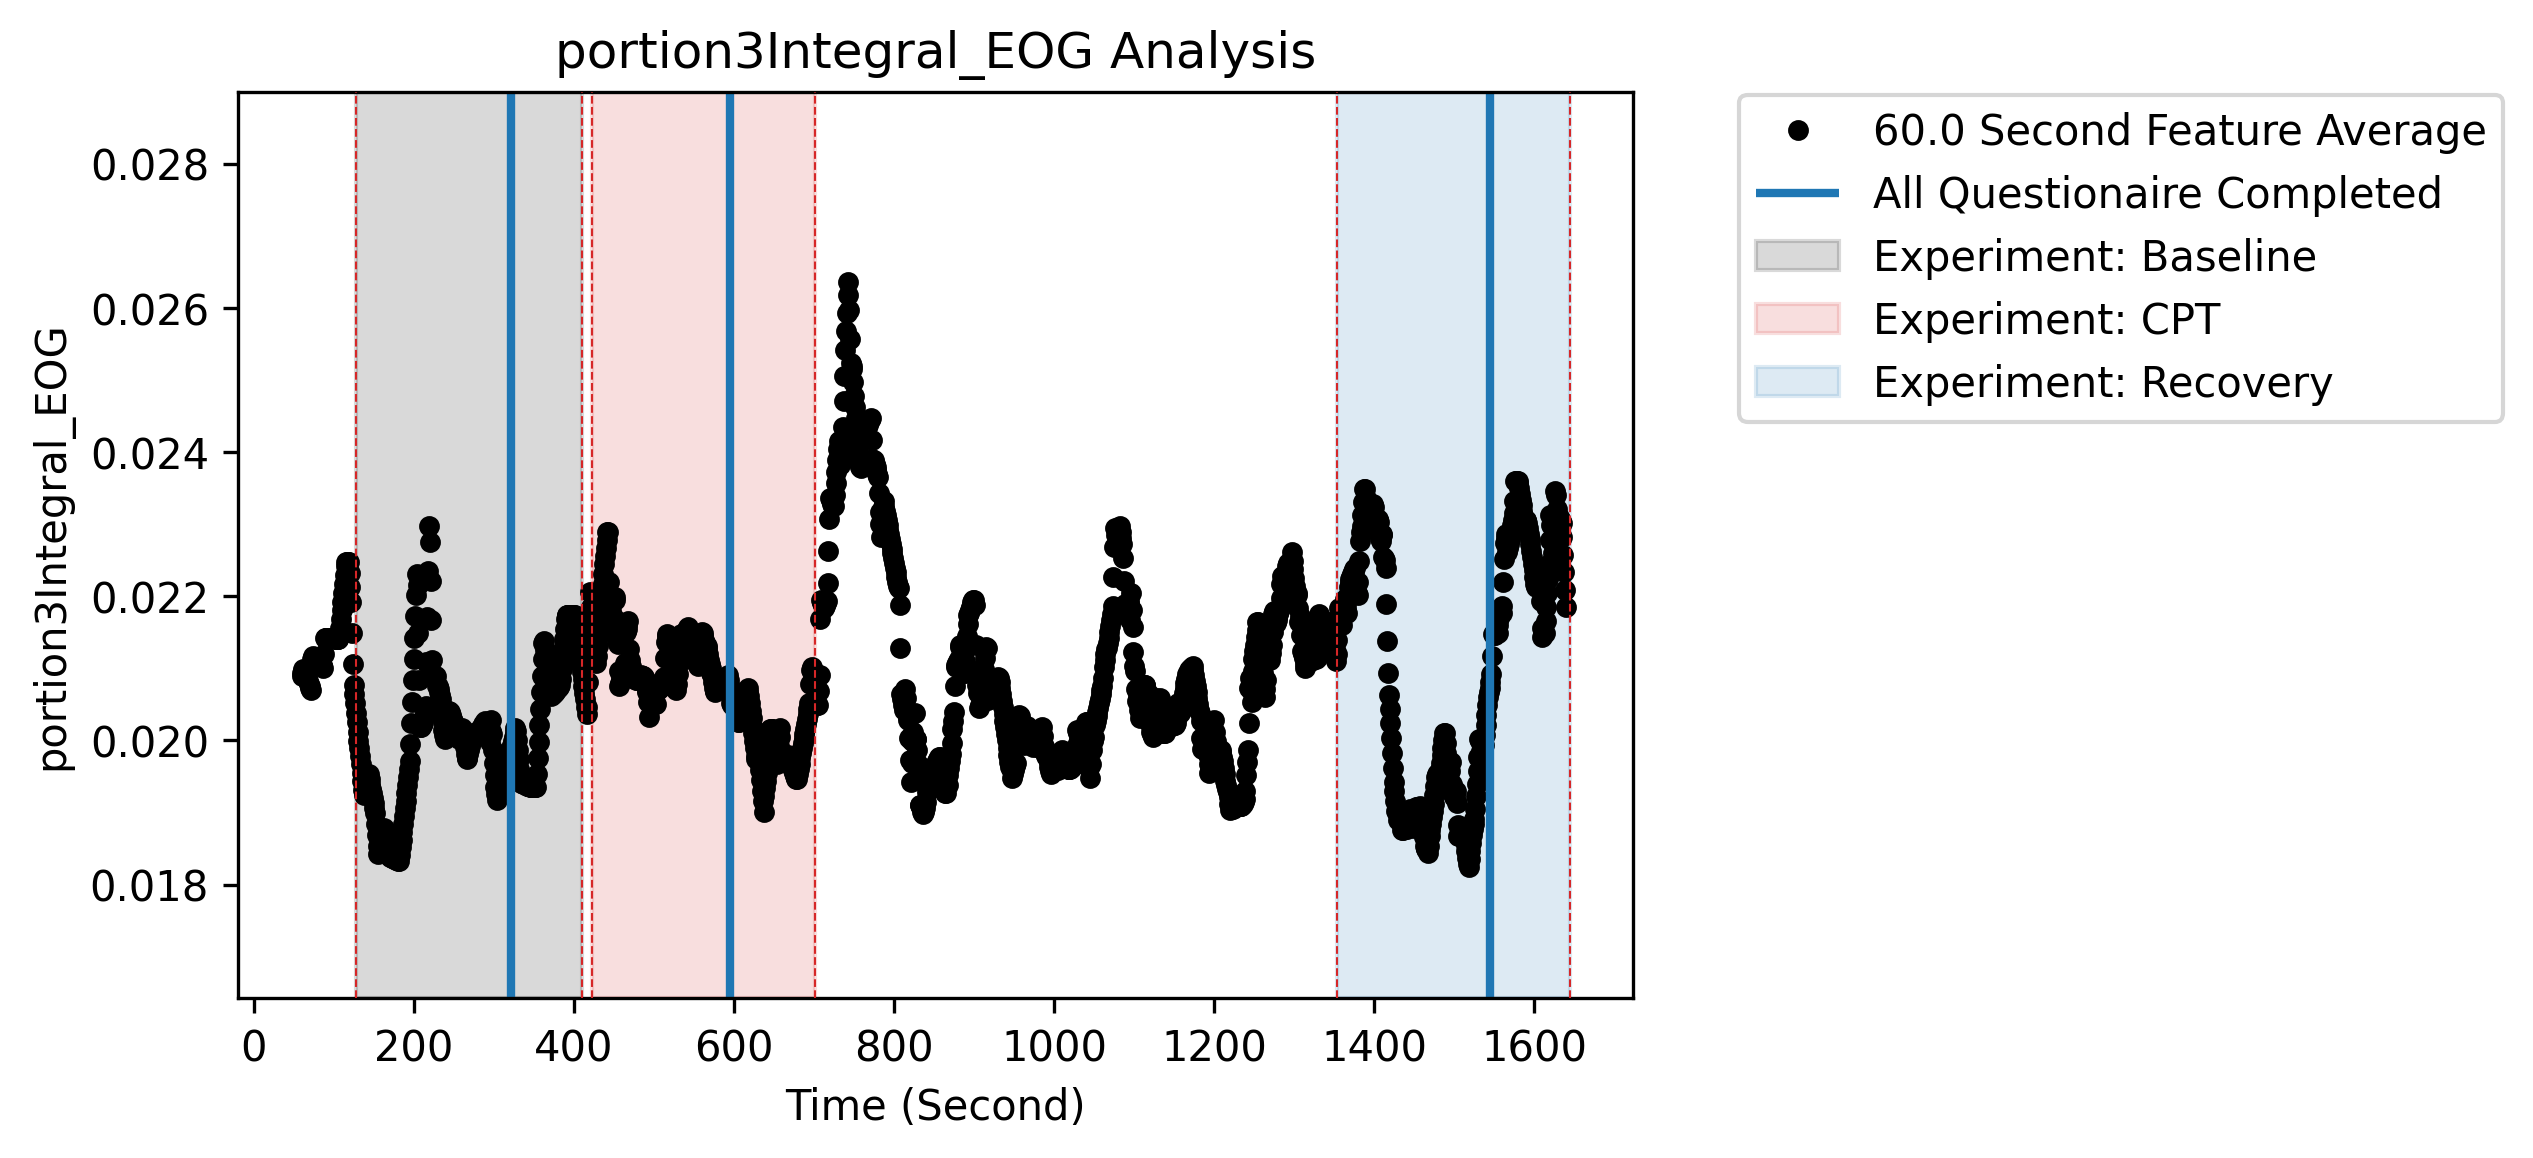 portion3Integral_EOG Analysis
60.0 Second Feature Average
All Questionaire Completed
Experiment: Baseline
Experiment: CPT
Experiment: Recovery
portion3Integral_EOG
0.028
0.026
0.024
0.022
0.020
0.018
0 200 400 600 800 1000 1200 1400 1600
Time (Second)